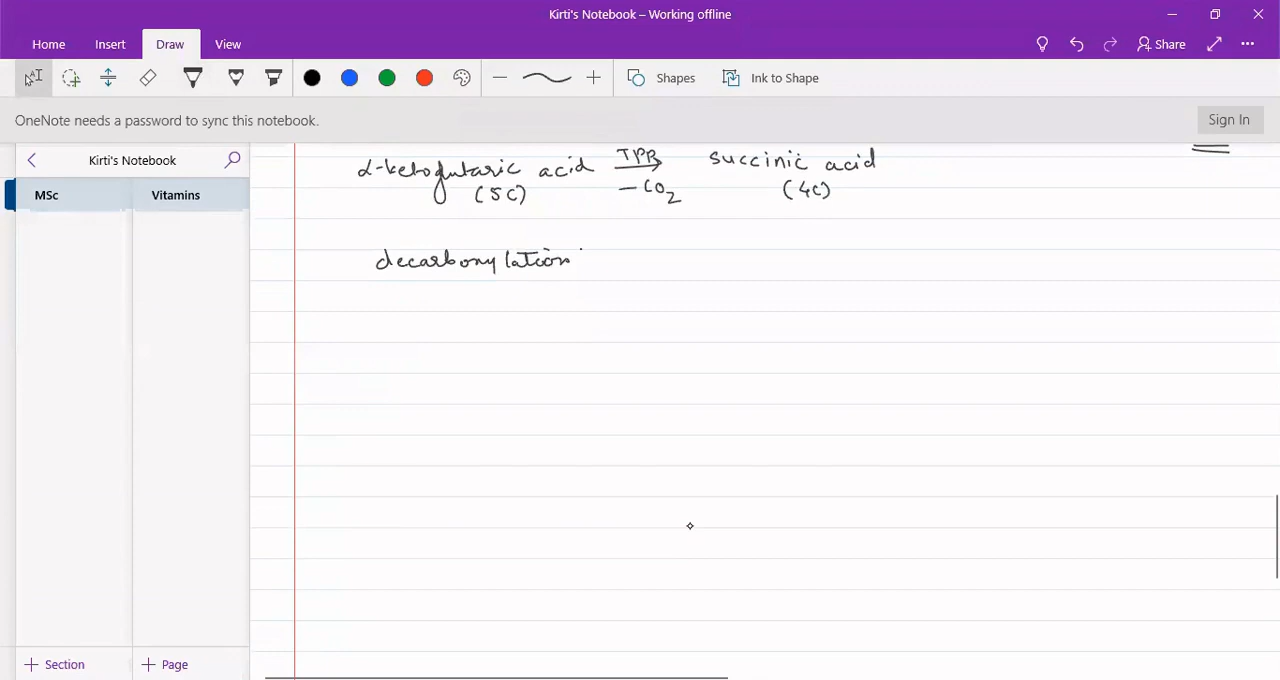 Kirti's Notebook – Working offline
Home Insert Draw View Share
Shapes Ink to Shape
OneNote needs a password to sync this notebook. Sign In
Kirti's Notebook
MSc Vitamins
α-ketoglutaric acid TPP → succinic acid
(5C) -CO2 (4C)
decarbonylation
+ Section + Page